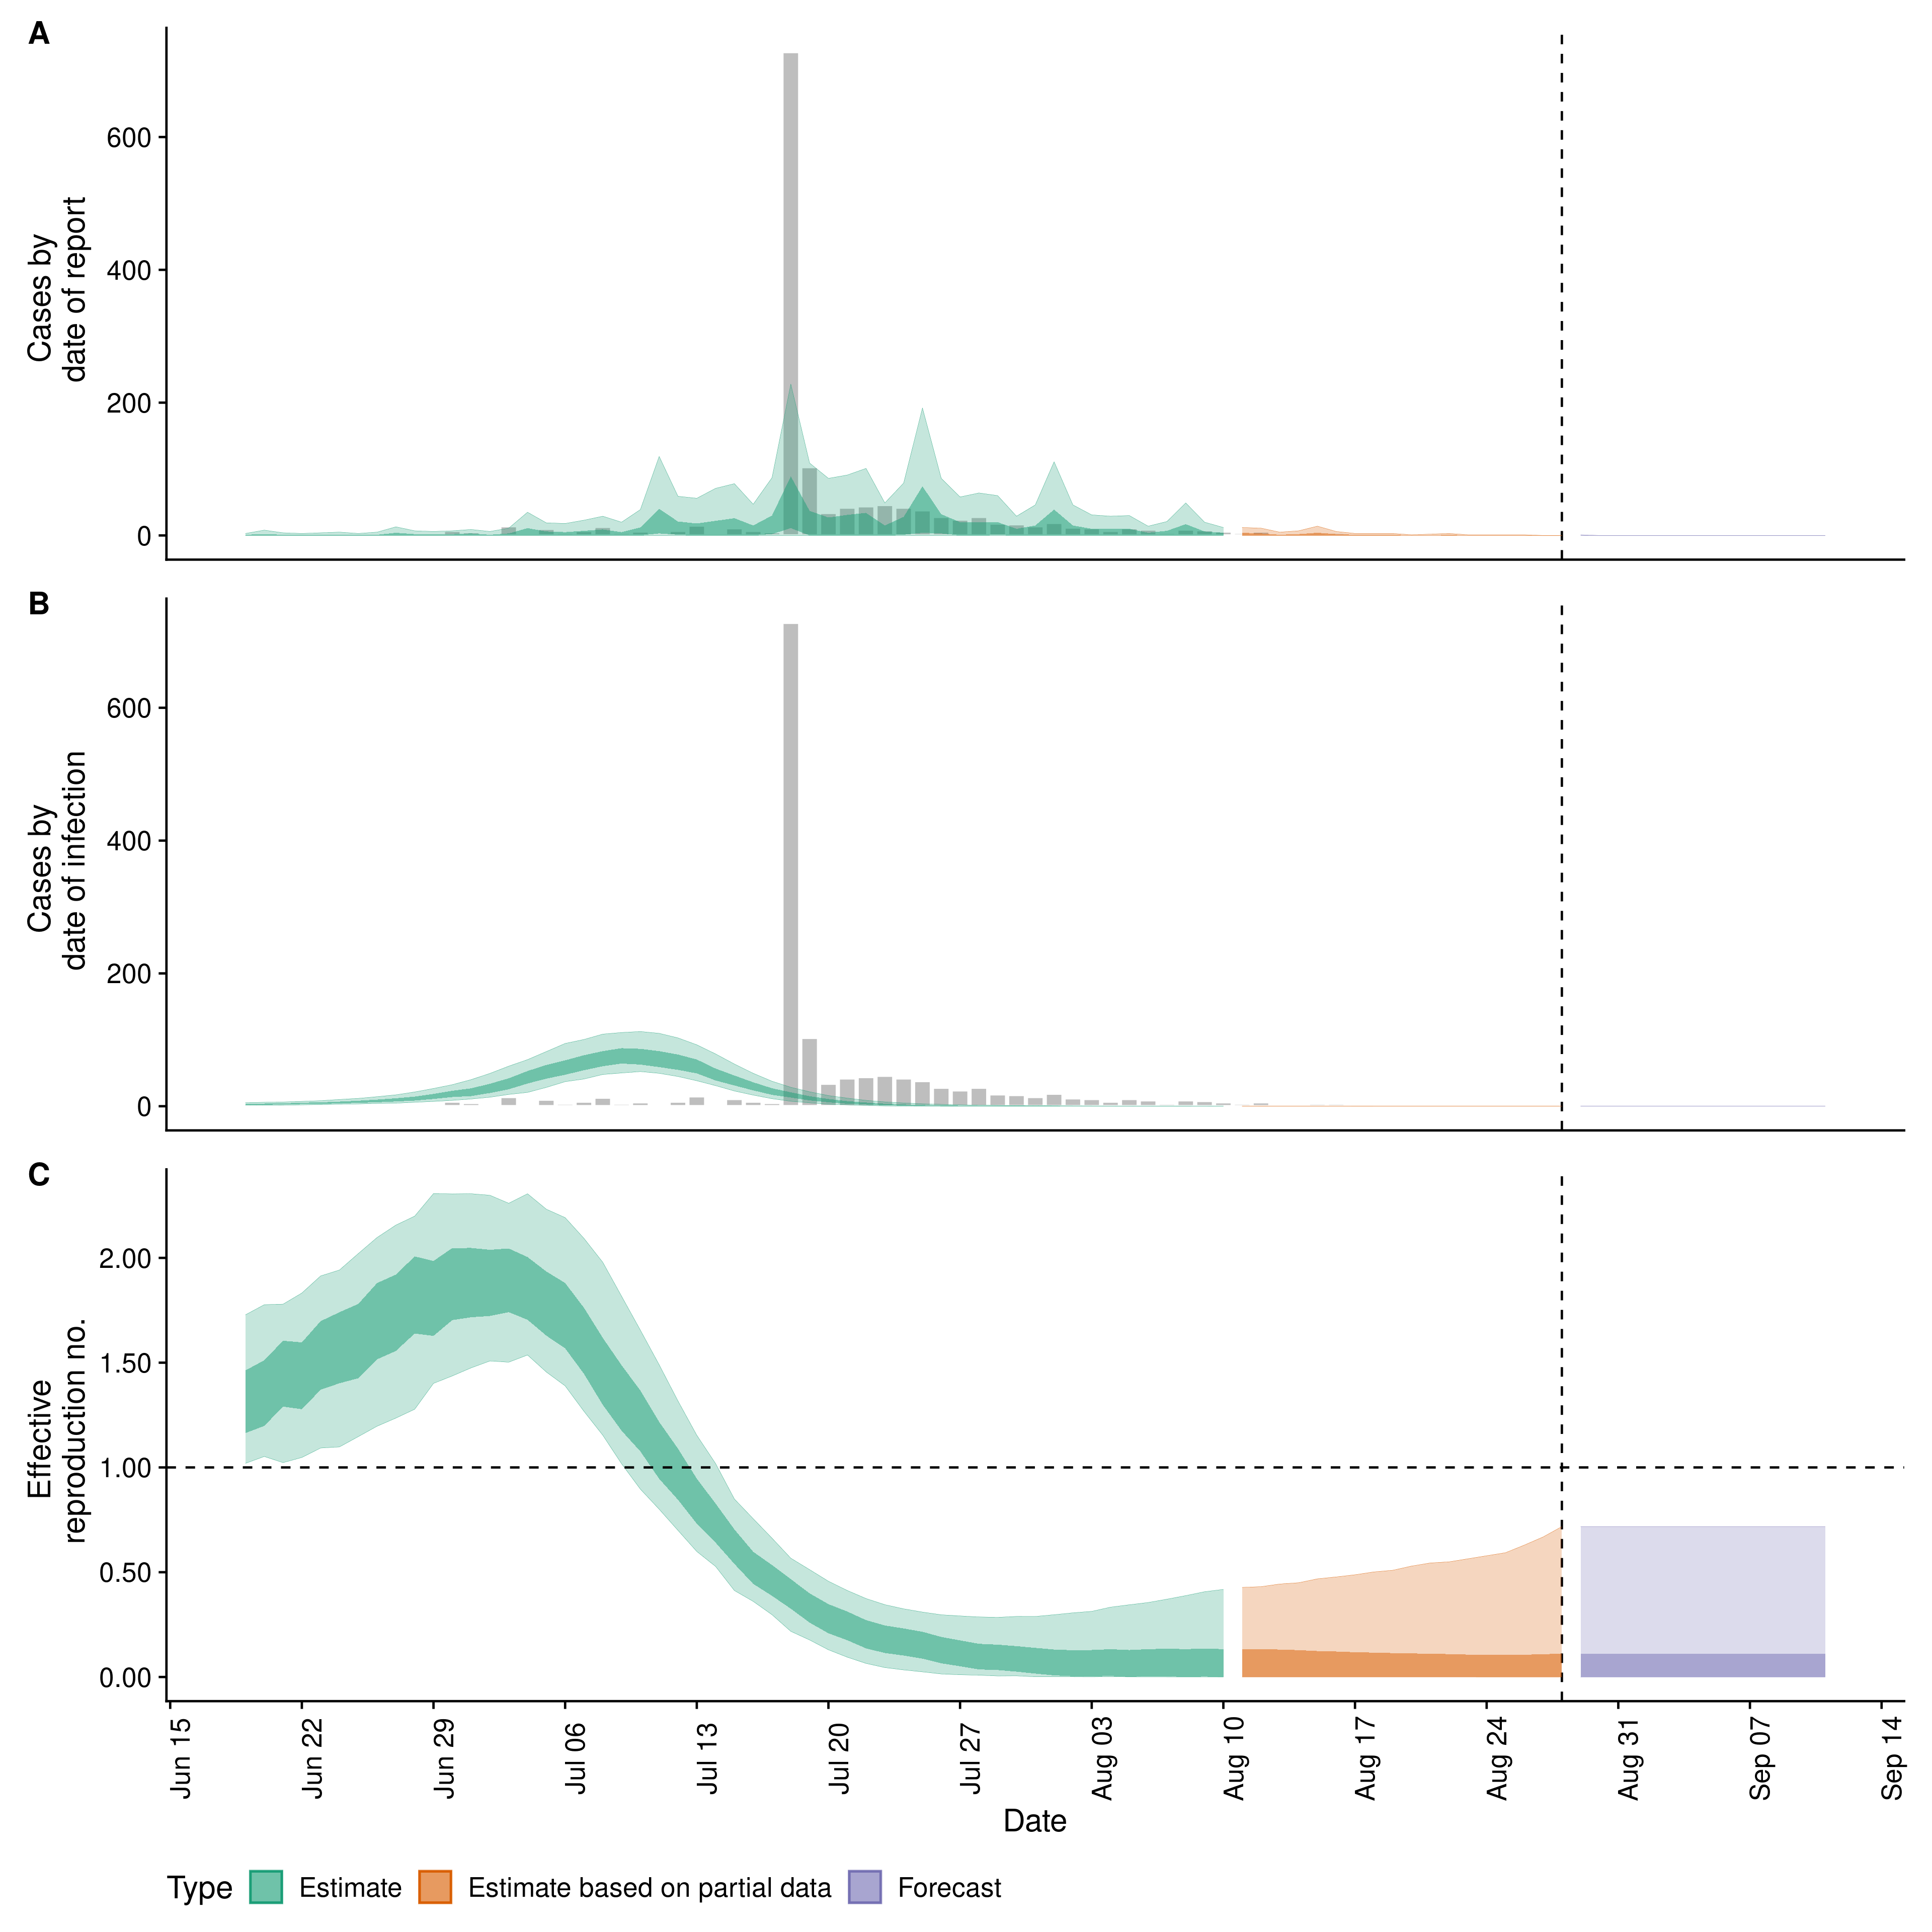 A
Cases by
date of report
600
400
200
0
B
Cases by
date of infection
600
400
200
0
C
Effective
reproduction no.
2.00
1.50
1.00
0.50
0.00
Jun 15
Jun 22
Jun 29
Jul 06
Jul 13
Jul 20
Jul 27
Aug 03
Aug 10
Aug 17
Aug 24
Aug 31
Sep 07
Sep 14
Date
Type Estimate Estimate based on partial data Forecast